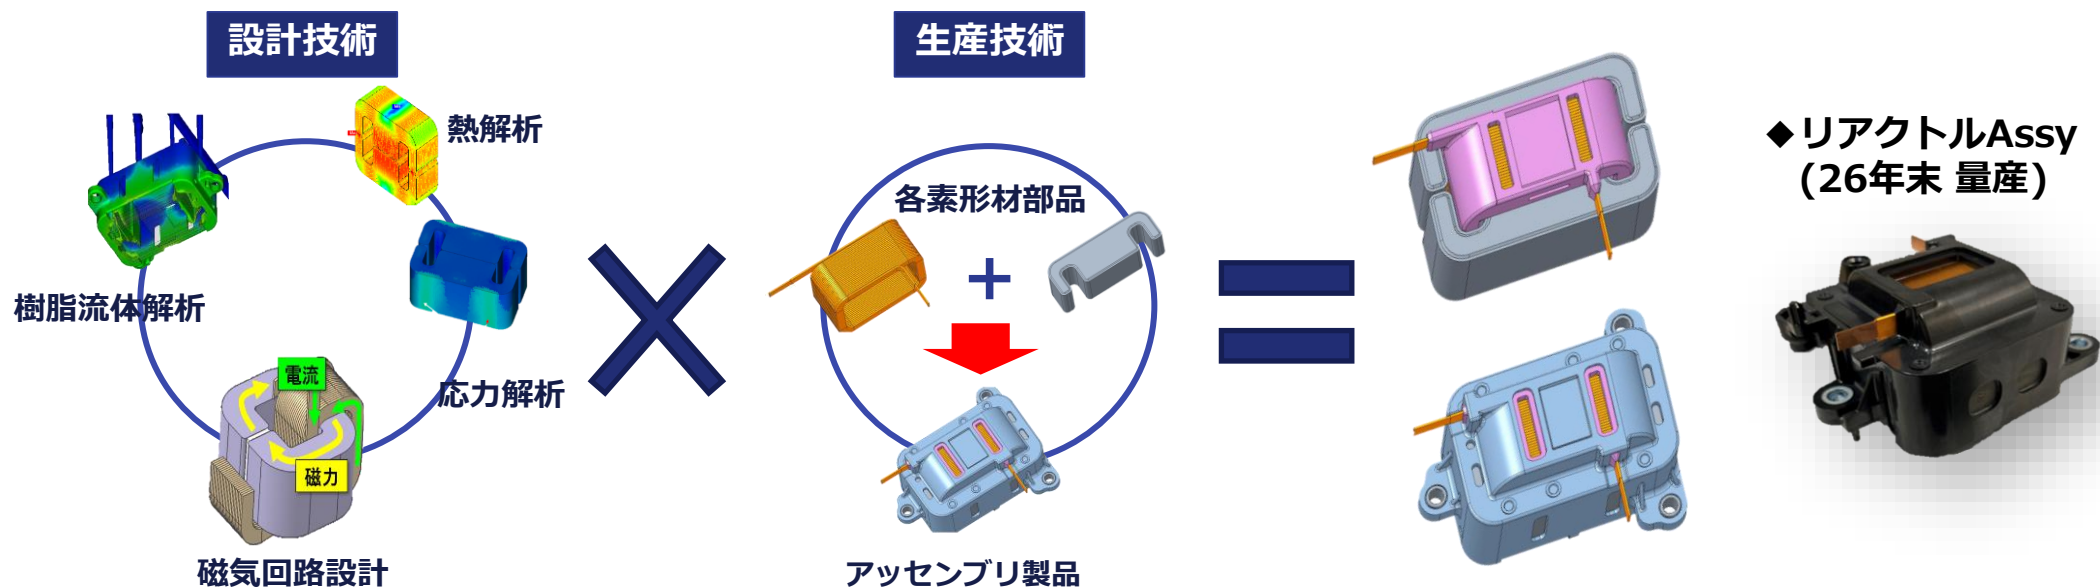 設計技術
熱解析
樹脂流体解析
応力解析
電流
磁力
磁気回路設計
生産技術
各素形材部品
+
アッセンブリ製品
◆リアクトルAssy
(26年末 量産)